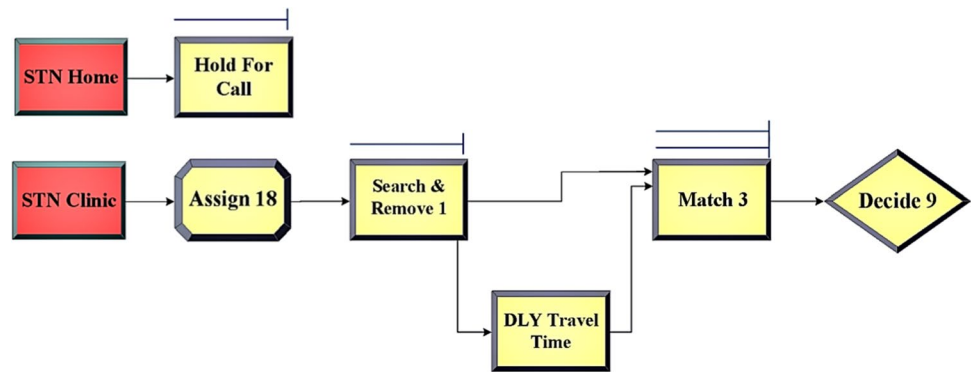 STN Home
Hold For
Call
STN Clinic
Assign 18
Search &
Remove 1
Match 3
Decide 9
DLY Travel
Time